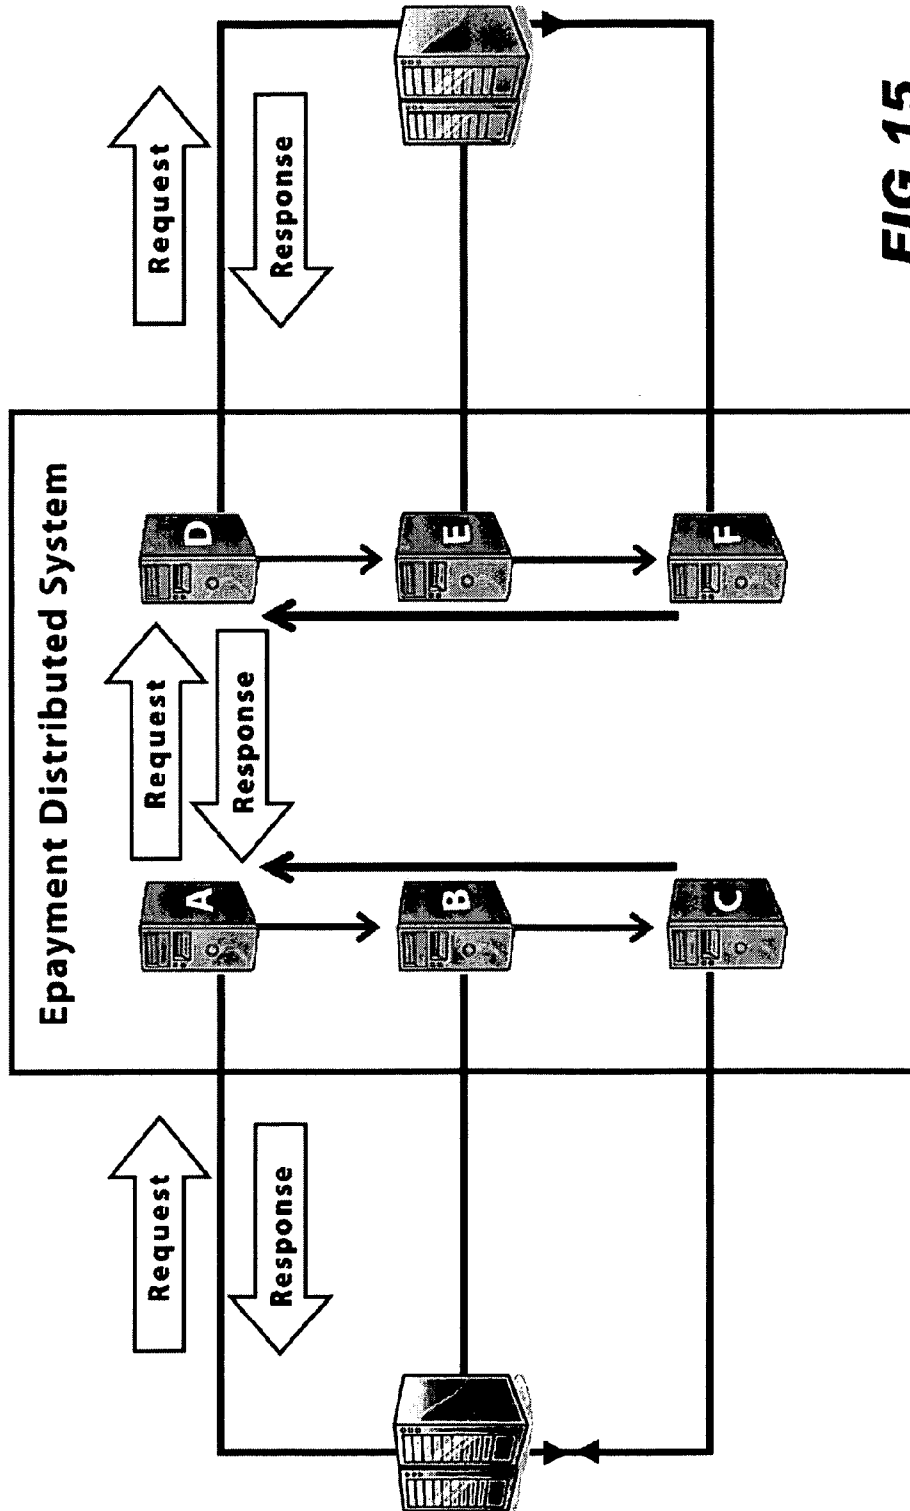 Epayment Distributed System
Request
Response
Request
Response
Request
Response
A
D
B
E
C
F
FIG 15